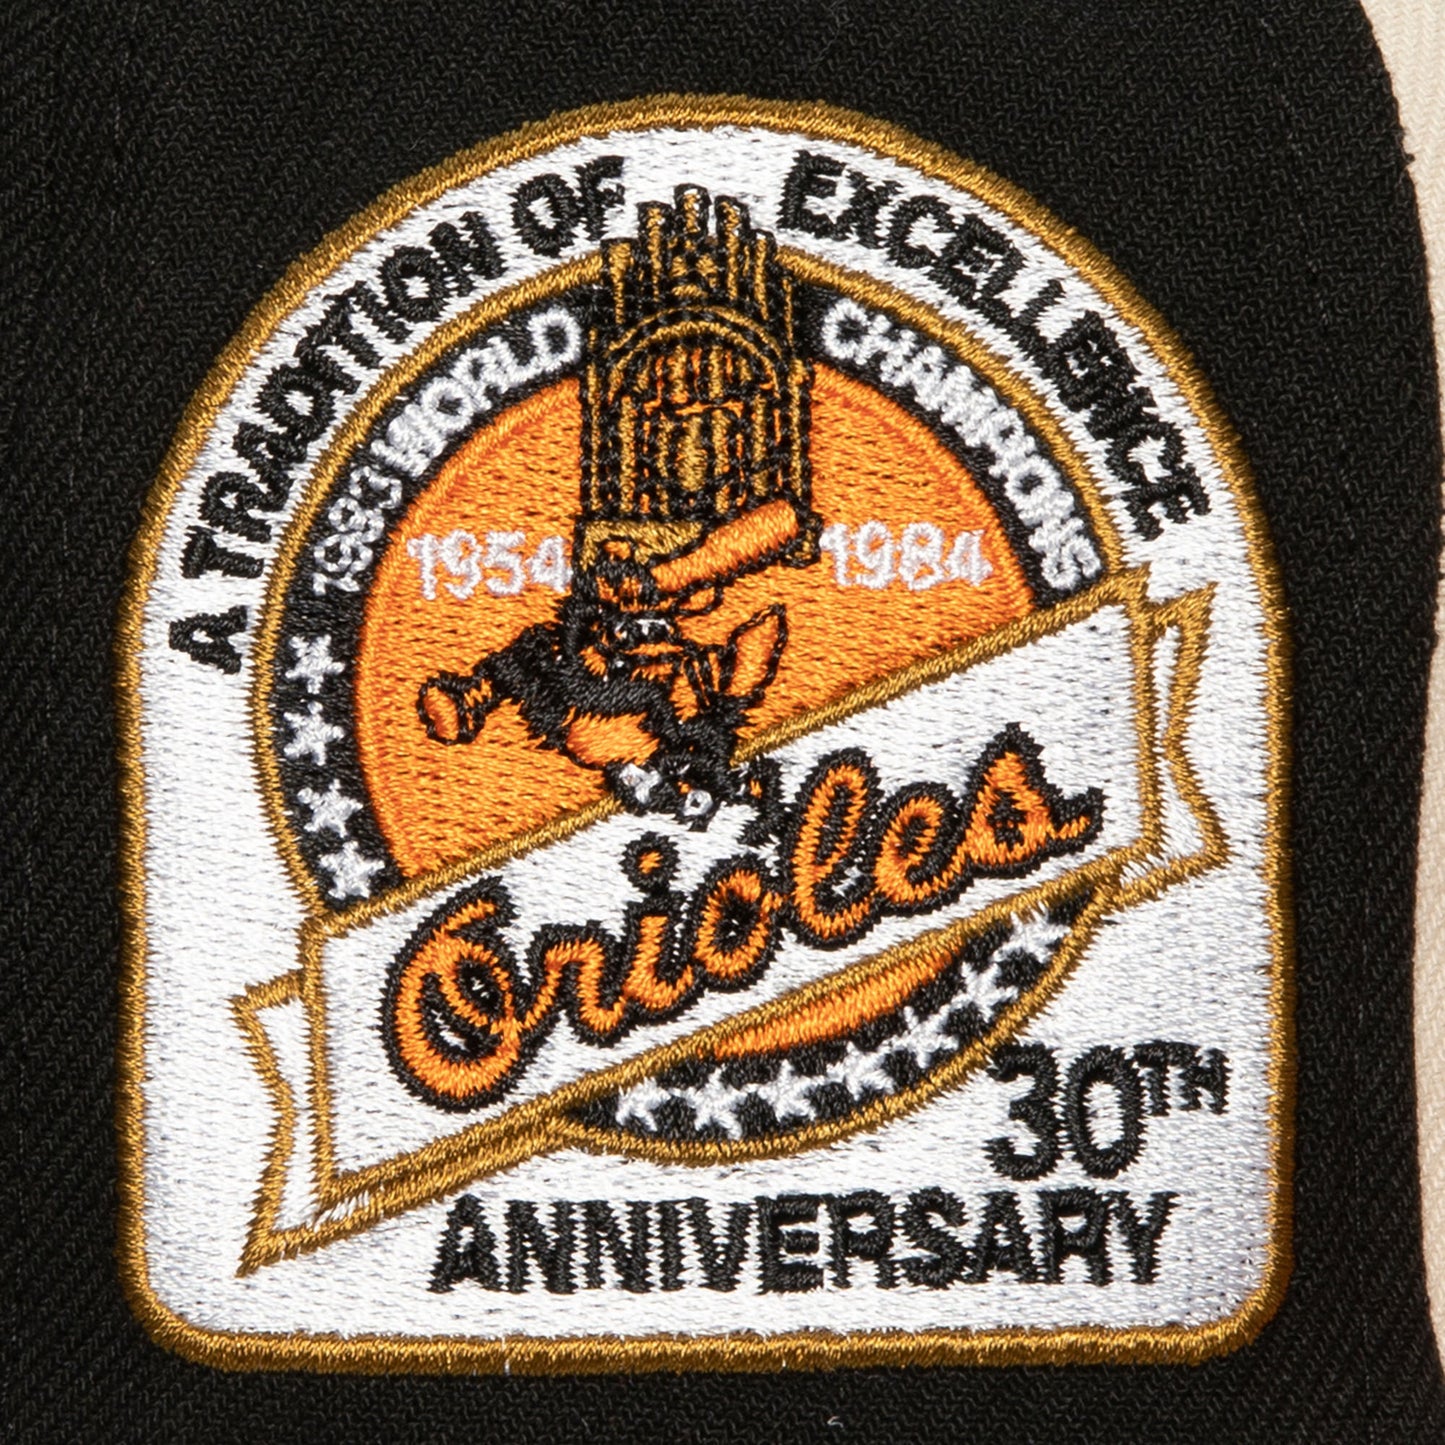 A TRADITION OF EXCELLENCE
1983 WORLD CHAMPIONS
1954 1984
Orioles
30TH
ANNIVERSARY